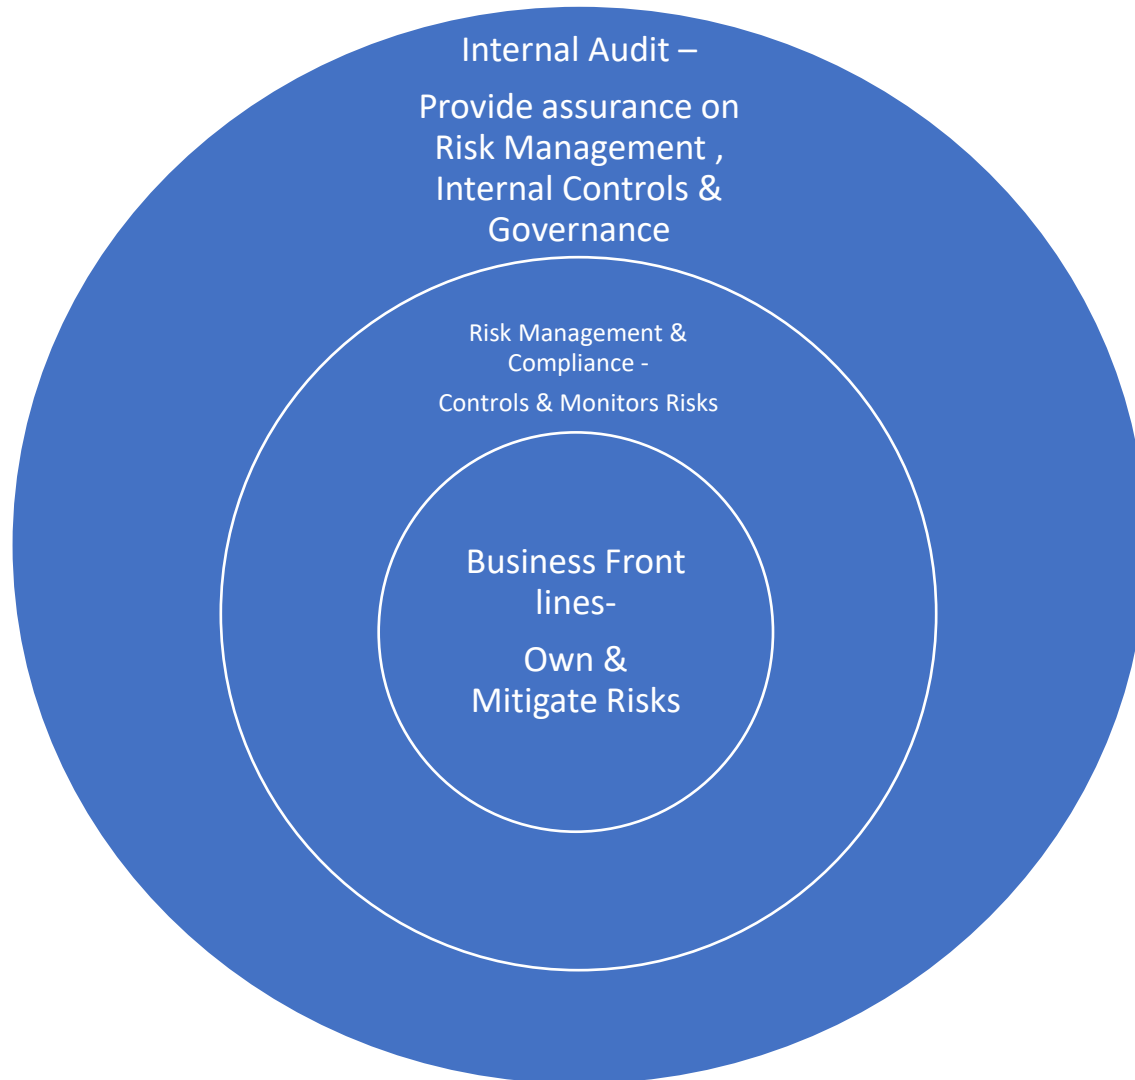 Internal Audit –
Provide assurance on
Risk Management ,
Internal Controls &
Governance
Risk Management &
Compliance -
Controls & Monitors Risks
Business Front
lines-
Own &
Mitigate Risks